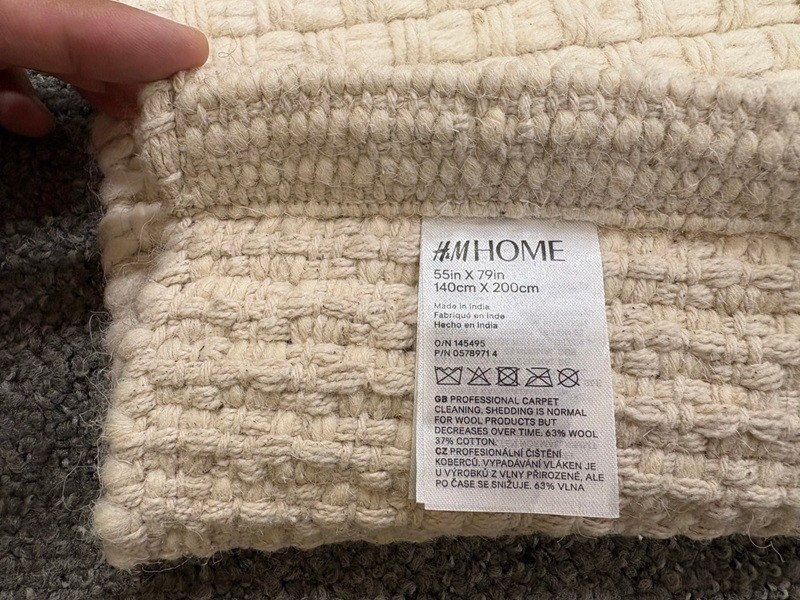 H&M HOME
55in X 79in
140cm X 200cm
Made in India
Fabriqué en Inde
Hecho en India
O/N 145495
P/N 0578971 4
GB PROFESSIONAL CARPET
CLEANING. SHEDDING IS NORMAL
FOR WOOL PRODUCTS BUT
DECREASES OVER TIME. 63% WOOL
37% COTTON.
CZ PROFESIONÁLNÍ ČIŠTĚNÍ
KOBERCŮ. VYPADÁVÁNÍ VLÁKEN JE
U VÝROBKŮ Z VLNY PŘIROZENÉ, ALE
PO ČASE SE SNIŽUJE. 63% VLNA